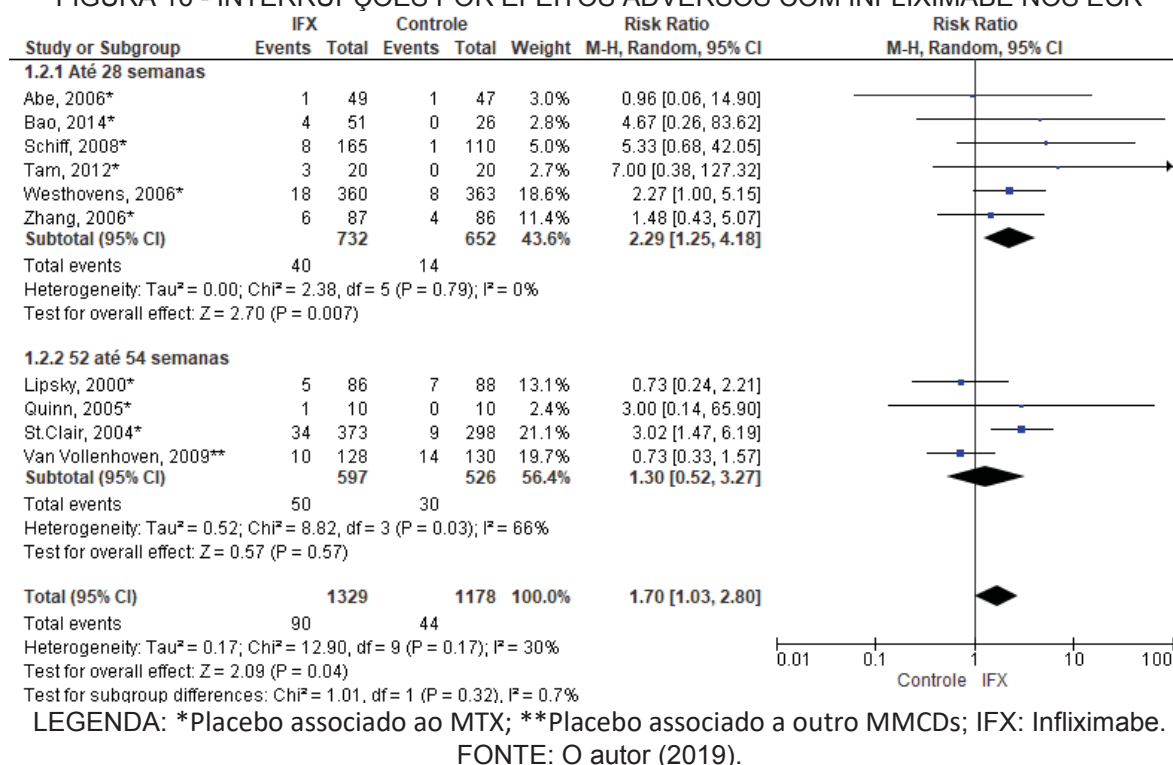 FIGURA 16 - INTERRUPÇÕES POR EFEITOS ADVERSOS COM INFLIXIMABE NOS ECR
IFX Controle Risk Ratio Risk Ratio
Study or Subgroup Events Total Events Total Weight M-H, Random, 95% CI M-H, Random, 95% CI
1.2.1 Até 28 semanas
Abe, 2006* 1 49 1 47 3.0% 0.96 [0.06, 14.90]
Bao, 2014* 4 51 0 26 2.8% 4.67 [0.26, 83.62]
Schiff, 2008* 8 165 1 110 5.0% 5.33 [0.68, 42.05]
Tam, 2012* 3 20 0 20 2.7% 7.00 [0.38, 127.32]
Westhovens, 2006* 18 360 8 363 18.6% 2.27 [1.00, 5.15]
Zhang, 2006* 6 87 4 86 11.4% 1.48 [0.43, 5.07]
Subtotal (95% CI) 732 652 43.6% 2.29 [1.25, 4.18]
Total events 40 14
Heterogeneity: Tau² = 0.00; Chi² = 2.38, df = 5 (P = 0.79); I² = 0%
Test for overall effect: Z = 2.70 (P = 0.007)
1.2.2 52 até 54 semanas
Lipsky, 2000* 5 86 7 88 13.1% 0.73 [0.24, 2.21]
Quinn, 2005* 1 10 0 10 2.4% 3.00 [0.14, 65.90]
St.Clair, 2004* 34 373 9 298 21.1% 3.02 [1.47, 6.19]
Van Vollenhoven, 2009** 10 128 14 130 19.7% 0.73 [0.33, 1.57]
Subtotal (95% CI) 597 526 56.4% 1.30 [0.52, 3.27]
Total events 50 30
Heterogeneity: Tau² = 0.52; Chi² = 8.82, df = 3 (P = 0.03); I² = 66%
Test for overall effect: Z = 0.57 (P = 0.57)
Total (95% CI) 1329 1178 100.0% 1.70 [1.03, 2.80]
Total events 90 44
Heterogeneity: Tau² = 0.17; Chi² = 12.90, df = 9 (P = 0.17); I² = 30%
Test for overall effect: Z = 2.09 (P = 0.04)
Test for subgroup differences: Chi² = 1.01, df = 1 (P = 0.32), I² = 0.7%
0.01 0.1 1 10 100
Controle IFX
LEGENDA: *Placebo associado ao MTX; **Placebo associado a outro MMCDs; IFX: Infliximabe.
FONTE: O autor (2019).